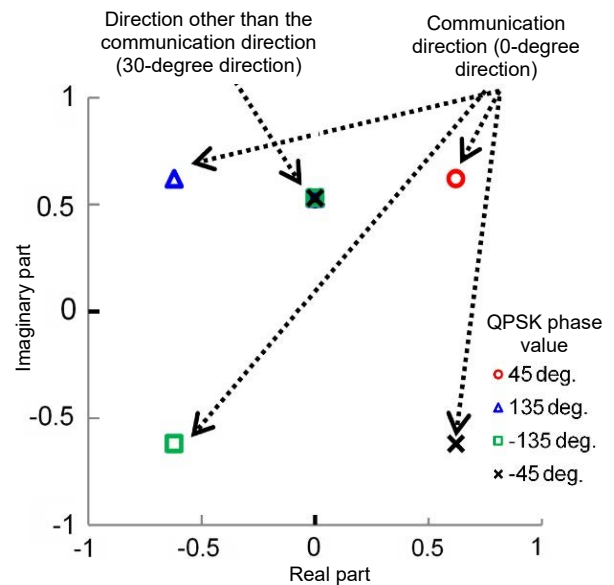 Direction other than the
communication direction
(30-degree direction)
Communication
direction (0-degree
direction)
1
0.5
0
-0.5
-1
Imaginary part
QPSK phase
value
45 deg.
135 deg.
-135 deg.
-45 deg.
-1
-0.5
0
0.5
1
Real part